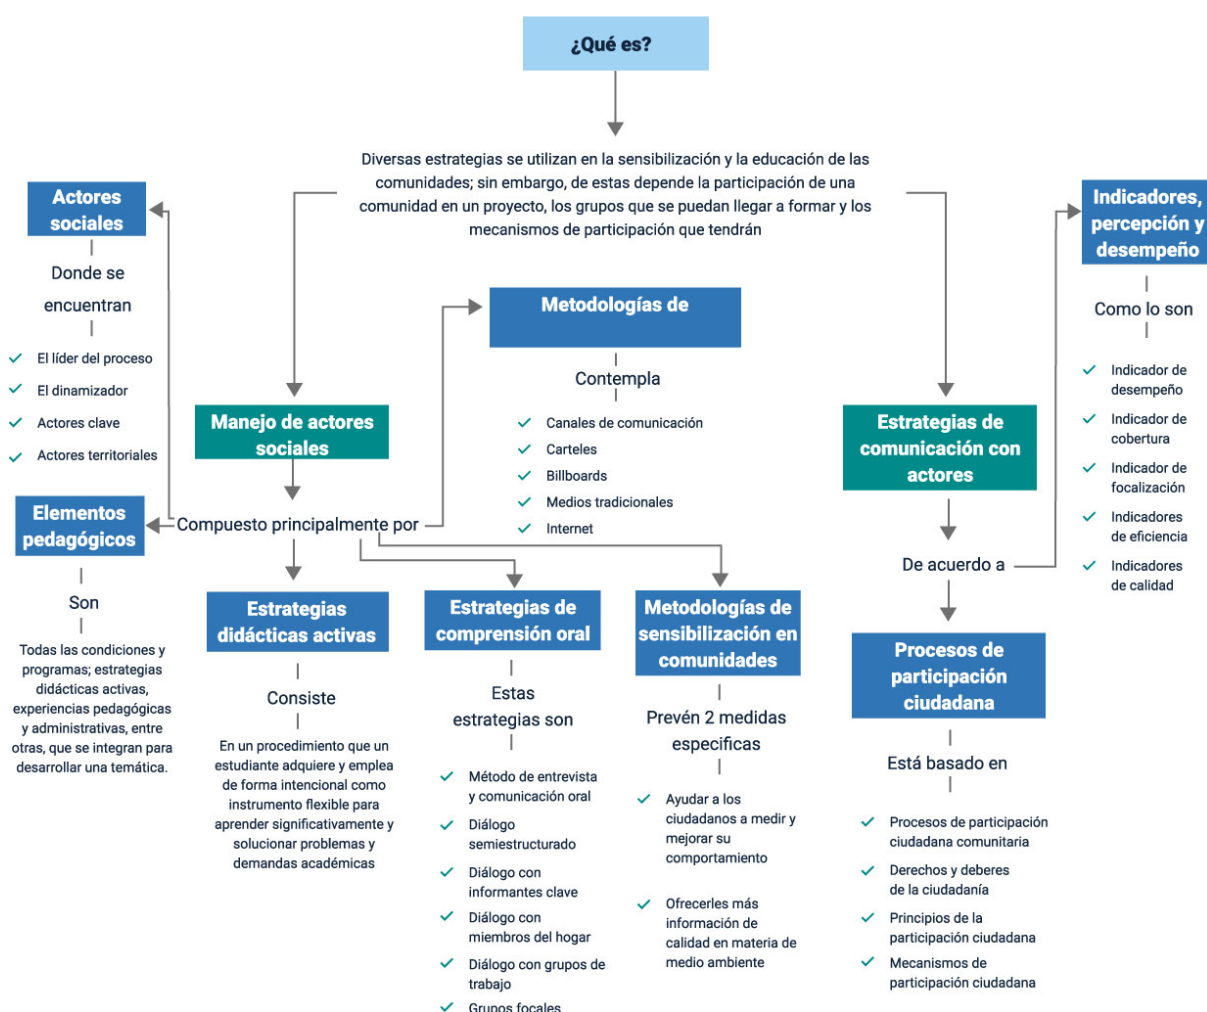 ¿Qué es?
Diversas estrategias se utilizan en la sensibilización y la educación de las
comunidades; sin embargo, de estas depende la participación de una
comunidad en un proyecto, los grupos que se puedan llegar a formar y los
mecanismos de participación que tendrán
Actores
sociales
Donde se
encuentran
El líder del proceso
El dinamizador
Actores clave
Actores territoriales
Manejo de actores
sociales
Compuesto principalmente por
Elementos
pedagógicos
Son
Todas las condiciones y
programas; estrategias
didácticas activas,
experiencias pedagógicas
y administrativas, entre
otras, que se integran para
desarrollar una temática.
Estrategias
didácticas activas
Consiste
En un procedimiento que un
estudiante adquiere y emplea
de forma intencional como
instrumento flexible para
aprender significativamente y
solucionar problemas y
demandas académicas
Metodologías de
Contempla
Canales de comunicación
Carteles
Billboards
Medios tradicionales
Internet
Estrategias de
comprensión oral
Estas
estrategias son
Método de entrevista
y comunicación oral
Diálogo
semiestructurado
Diálogo con
informantes clave
Diálogo con
miembros del hogar
Diálogo con grupos de
trabajo
Grupos focales
Metodologías de
sensibilización en
comunidades
Prevén 2 medidas
especificas
Ayudar a los
ciudadanos a medir y
mejorar su
comportamiento
Ofrecerles más
información de
calidad en materia de
medio ambiente
Estrategias de
comunicación con
actores
De acuerdo a
Procesos de
participación
ciudadana
Está basado en
Procesos de participación
ciudadana comunitaria
Derechos y deberes
de la ciudadanía
Principios de la
participación ciudadana
Mecanismos de
participación ciudadana
Indicadores,
percepción y
desempeño
Como lo son
Indicador de
desempeño
Indicador de
cobertura
Indicador de
focalización
Indicadores
de eficiencia
Indicadores
de calidad